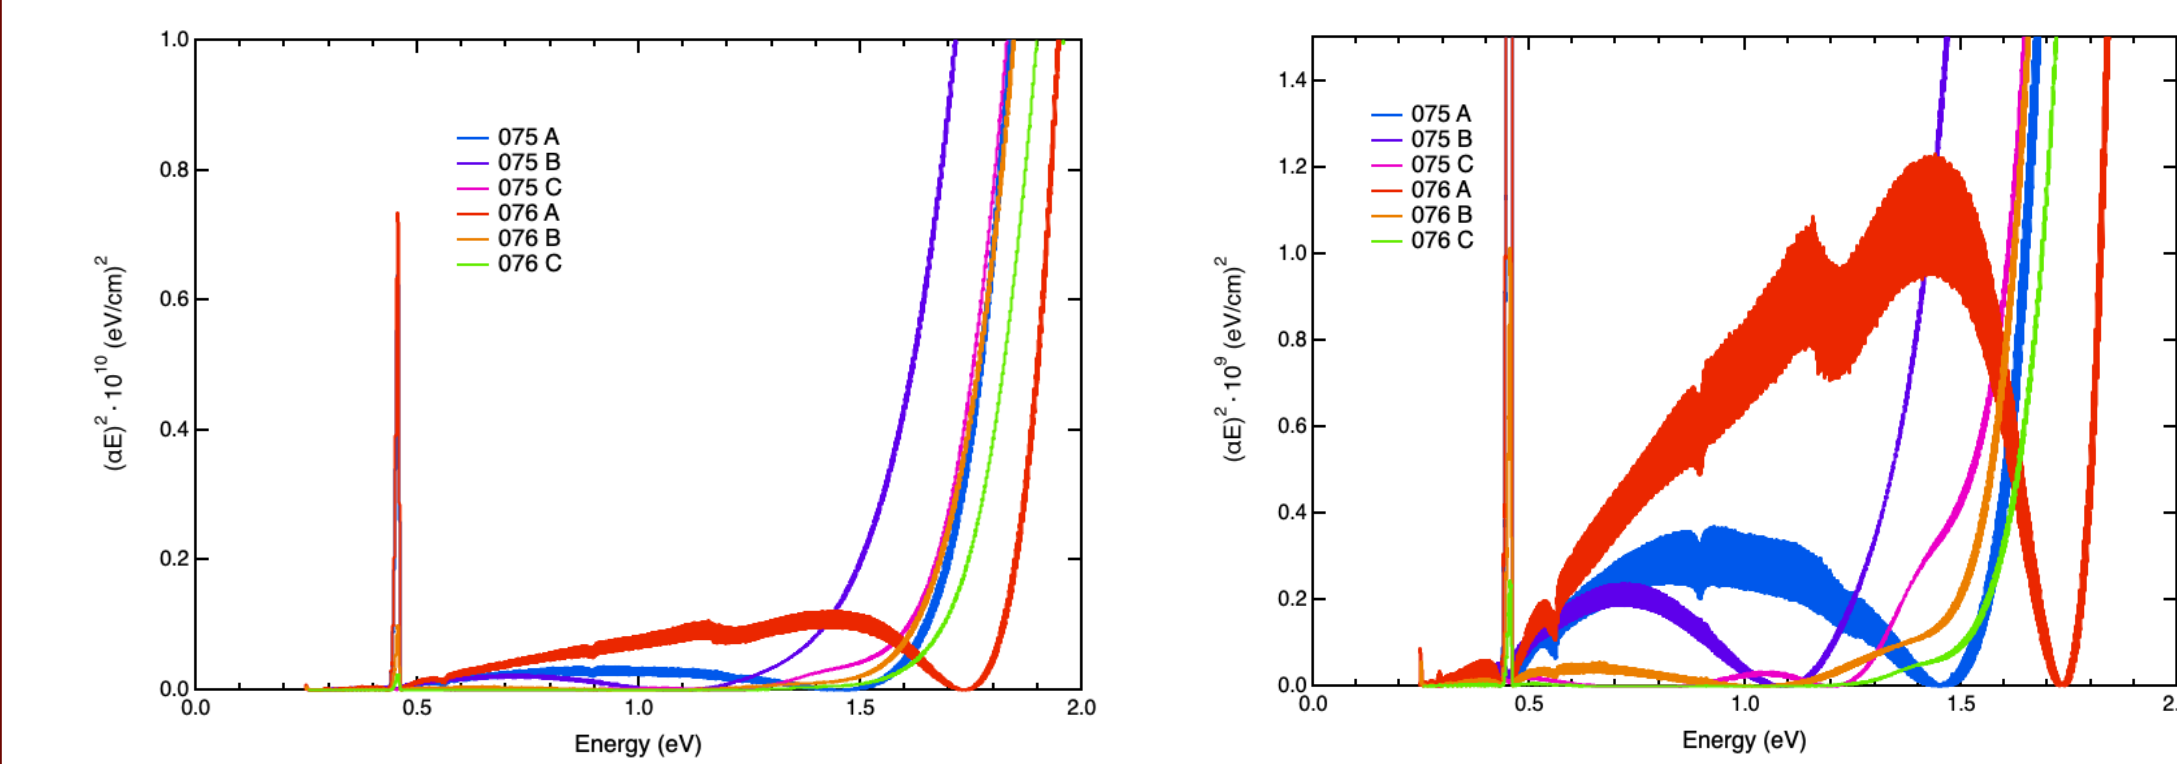 1.0
0.8
0.6
0.4
0.2
0.0
(αE)² · 10¹⁰ (eV/cm)²
075 A
075 B
075 C
076 A
076 B
076 C
0.0 0.5 1.0 1.5 2.0
Energy (eV)
1.4
1.2
1.0
0.8
0.6
0.4
0.2
0.0
(αE)² · 10⁹ (eV/cm)²
075 A
075 B
075 C
076 A
076 B
076 C
0.0 0.5 1.0 1.5 2.
Energy (eV)